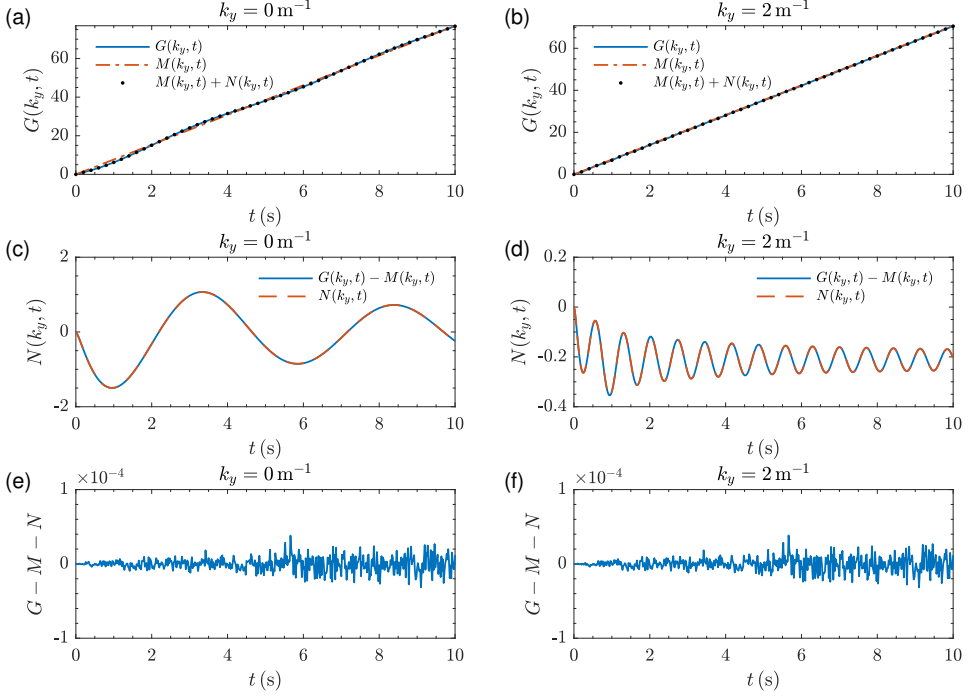 (a)
k_y = 0 m⁻¹
G(k_y, t)
M(k_y, t)
M(k_y, t) + N(k_y, t)
G(k_y, t)
60
40
20
0
0 2 4 6 8 10
t (s)
(b)
k_y = 2 m⁻¹
G(k_y, t)
M(k_y, t)
M(k_y, t) + N(k_y, t)
G(k_y, t)
60
40
20
0
0 2 4 6 8 10
t (s)
(c)
k_y = 0 m⁻¹
G(k_y, t) − M(k_y, t)
N(k_y, t)
N(k_y, t)
2
0
-2
0 2 4 6 8 10
t (s)
(d)
k_y = 2 m⁻¹
G(k_y, t) − M(k_y, t)
N(k_y, t)
N(k_y, t)
0.2
0
-0.2
-0.4
0 2 4 6 8 10
t (s)
(e)
×10⁻⁴
k_y = 0 m⁻¹
G − M − N
1
0
-1
0 2 4 6 8 10
t (s)
(f)
×10⁻⁴
k_y = 2 m⁻¹
G − M − N
1
0
-1
0 2 4 6 8 10
t (s)